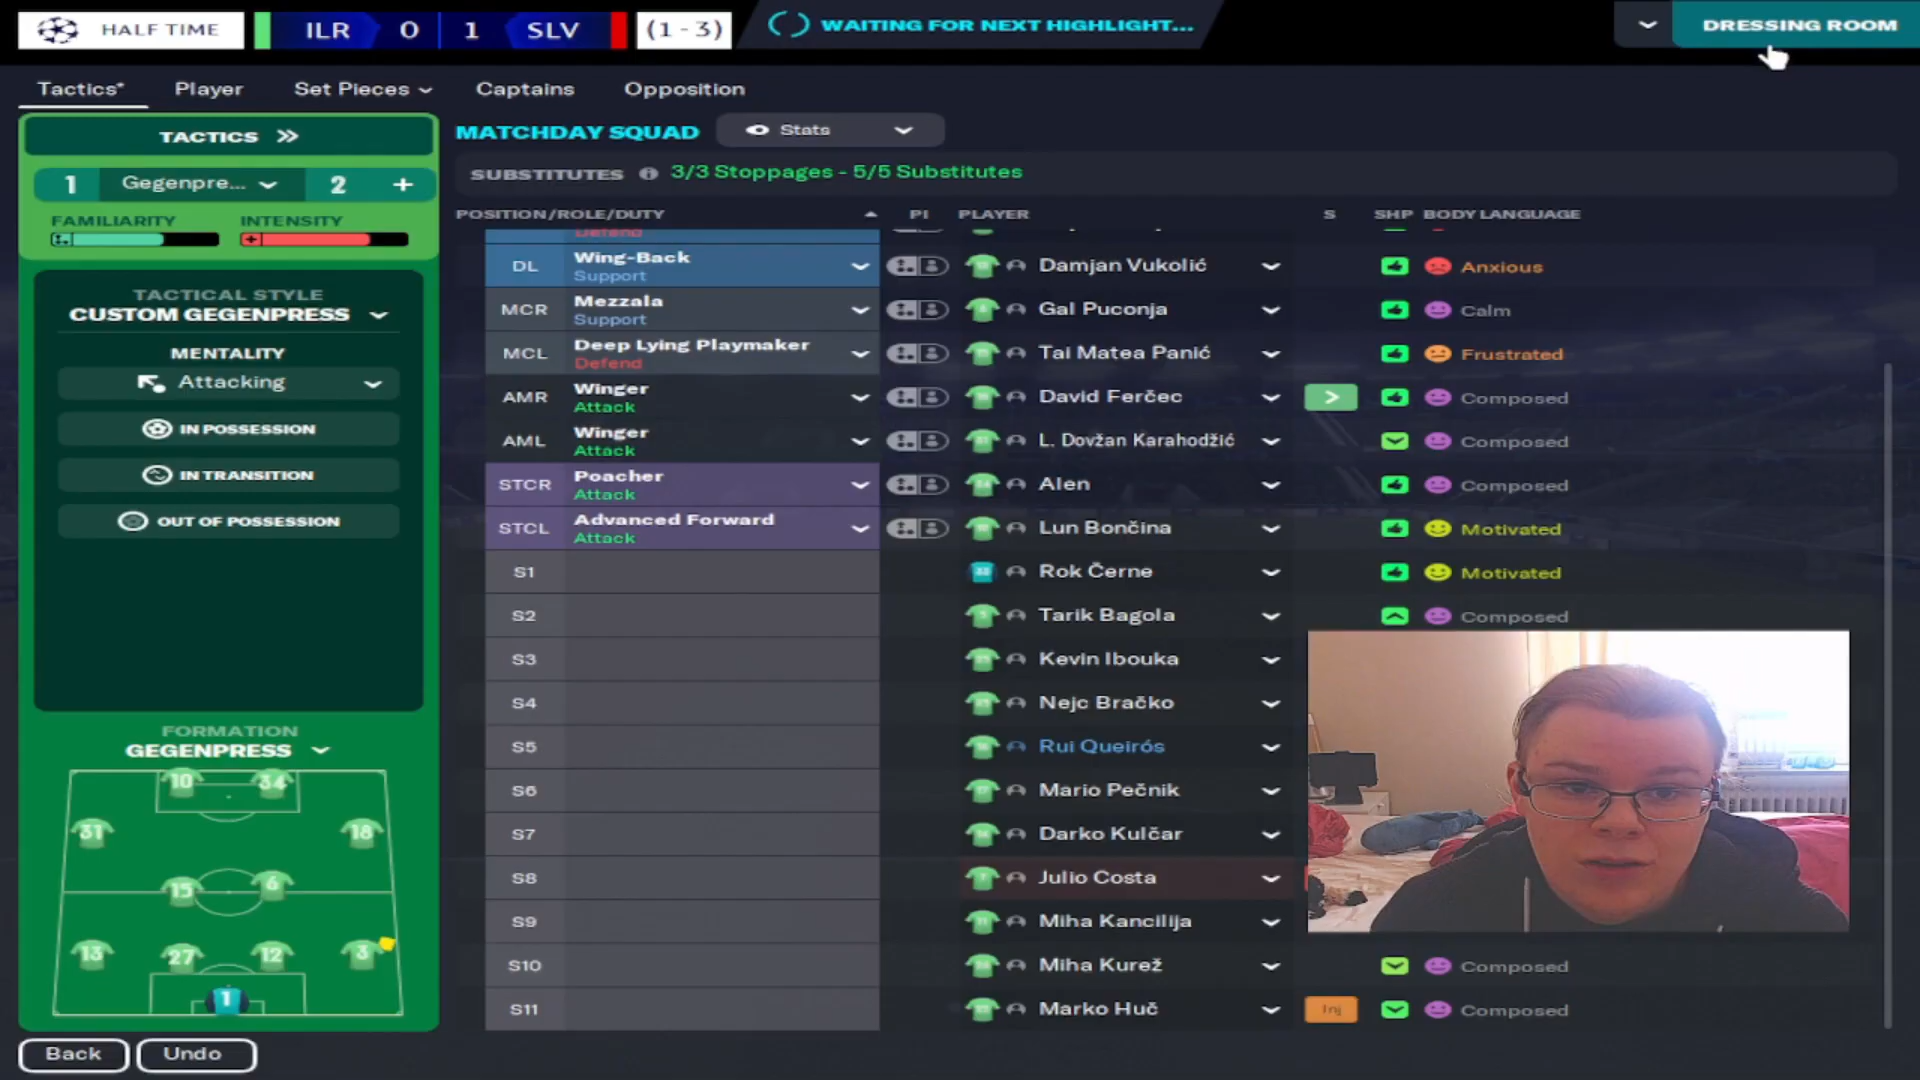 HALF TIME
ILR 0 1 SLV (1 - 3)
WAITING FOR NEXT HIGHLIGHT...
DRESSING ROOM
Tactics* Player Set Pieces Captains Opposition
TACTICS
1 Gegenpre... 2 +
FAMILIARITY INTENSITY
TACTICAL STYLE
CUSTOM GEGENPRESS
MENTALITY
Attacking
IN POSSESSION
IN TRANSITION
OUT OF POSSESSION
FORMATION
GEGENPRESS
10 34
31 18
15 6
13 27 12 3
1
MATCHDAY SQUAD Stats
SUBSTITUTES 3/3 Stoppages - 5/5 Substitutes
POSITION/ROLE/DUTY PI PLAYER S SHP BODY LANGUAGE
Defend
DL Wing-Back Support Damjan Vukolić Anxious
MCR Mezzala Support Gal Puconja Calm
MCL Deep Lying Playmaker Defend Tai Matea Panić Frustrated
AMR Winger Attack David Ferčec > Composed
AML Winger Attack L. Dovžan Karahodžić Composed
STCR Poacher Attack Alen Composed
STCL Advanced Forward Attack Lun Bončina Motivated
S1 Rok Černe Motivated
S2 Tarik Bagola Composed
S3 Kevin Ibouka
S4 Nejc Bračko
S5 Rui Queirós
S6 Mario Pečnik
S7 Darko Kulčar
S8 Julio Costa
S9 Miha Kancilija
S10 Miha Kurež Composed
S11 Marko Huč Inj Composed
Back Undo